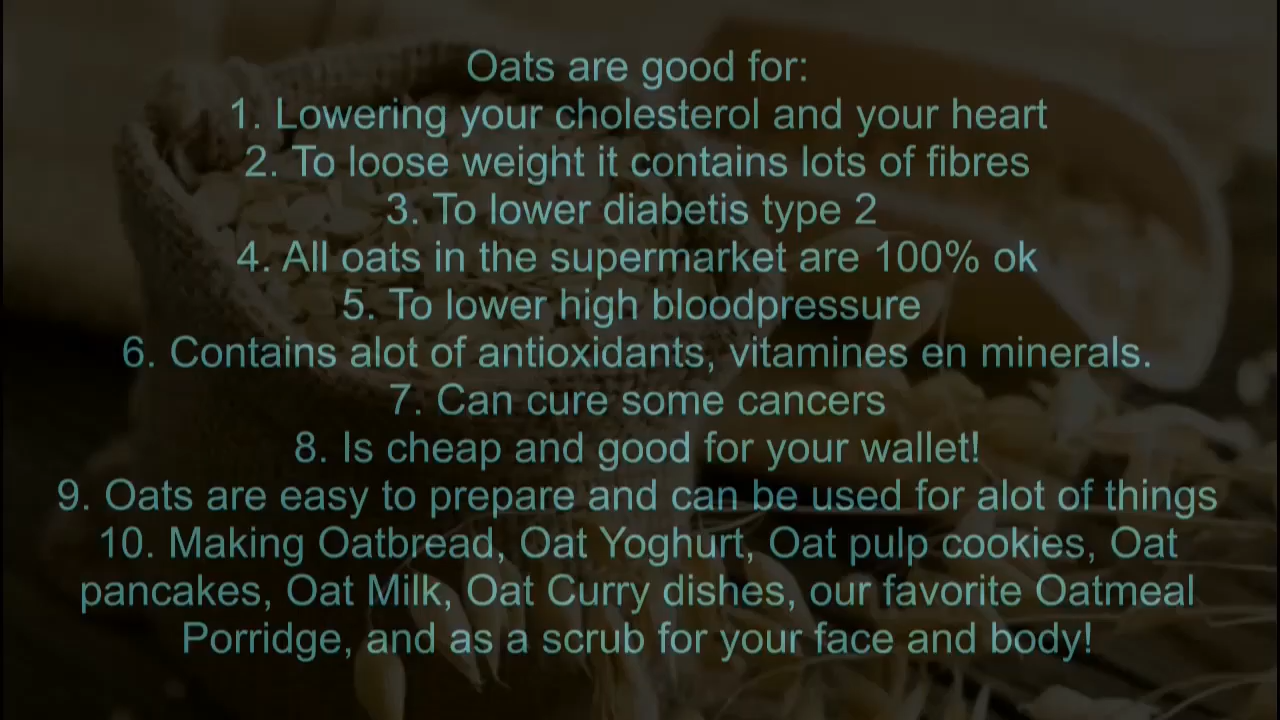 Oats are good for:
1. Lowering your cholesterol and your heart
2. To loose weight it contains lots of fibres
3. To lower diabetis type 2
4. All oats in the supermarket are 100% ok
5. To lower high bloodpressure
6. Contains alot of antioxidants, vitamines en minerals.
7. Can cure some cancers
8. Is cheap and good for your wallet!
9. Oats are easy to prepare and can be used for alot of things
10. Making Oatbread, Oat Yoghurt, Oat pulp cookies, Oat
pancakes, Oat Milk, Oat Curry dishes, our favorite Oatmeal
Porridge, and as a scrub for your face and body!